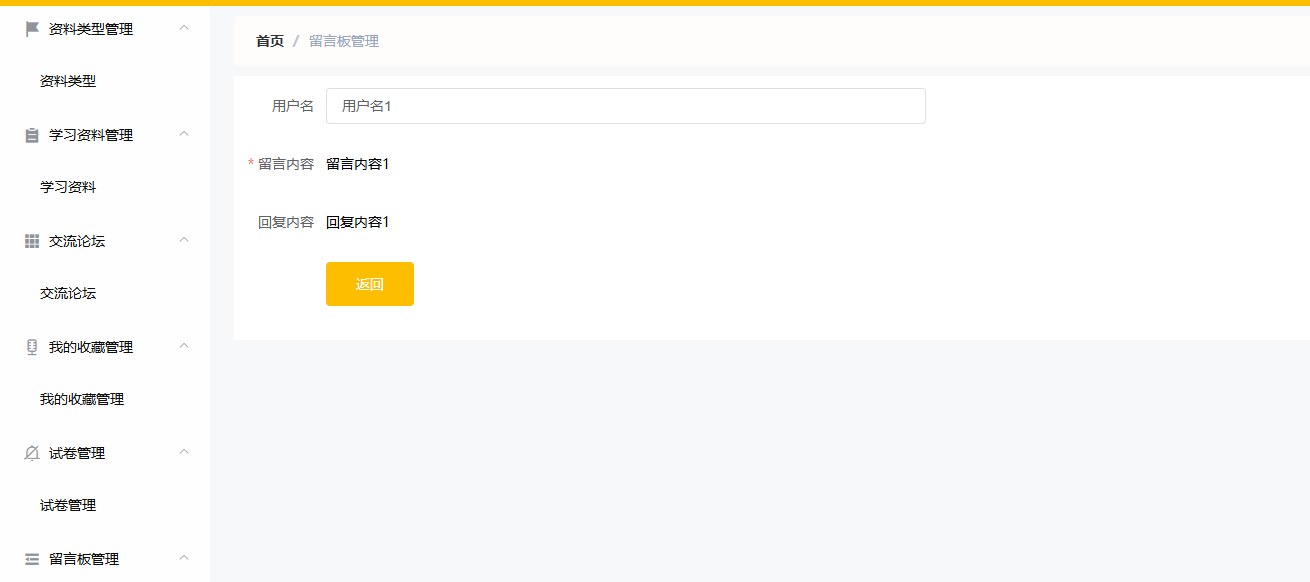 资料类型管理
资料类型
学习资料管理
学习资料
交流论坛
交流论坛
我的收藏管理
我的收藏管理
试卷管理
试卷管理
留言板管理
首页 / 留言板管理
用户名 用户名1
* 留言内容 留言内容1
回复内容 回复内容1
返回